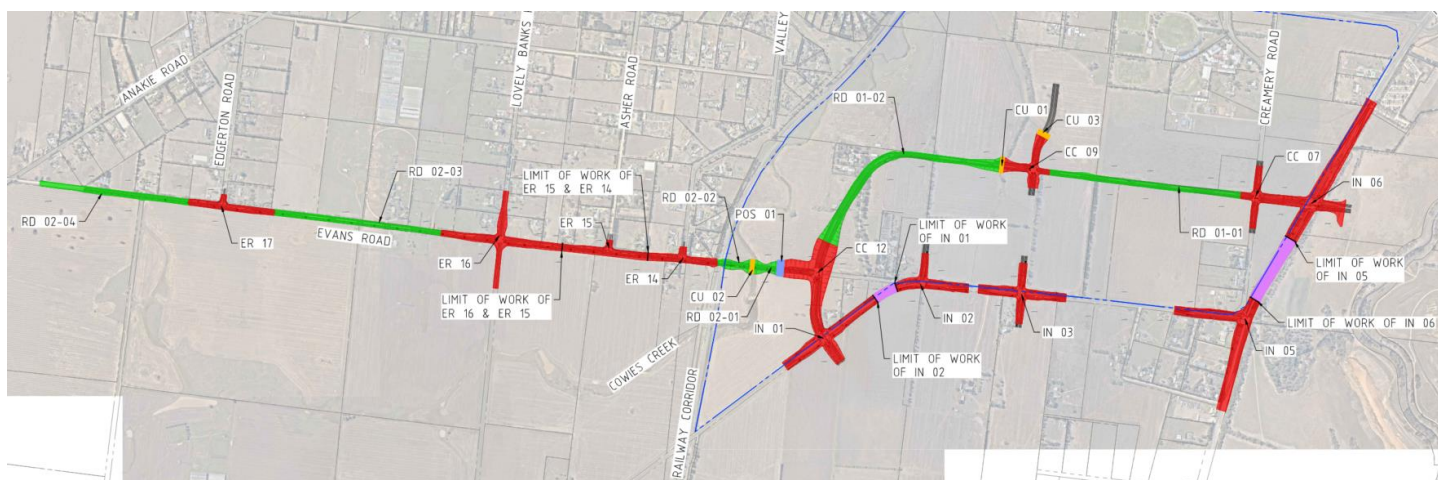 ANAKIE ROAD
EDGERTON ROAD
LOVELY BANKS
ASHER ROAD
VALLEY
CREAMERY ROAD
RD 01-02
CU 01
CU 03
CC 09
CC 07
IN 06
RD 02-03
LIMIT OF WORK OF
ER 15 & ER 14
RD 02-02
POS 01
ER 15
LIMIT OF WORK
OF IN 01
RD 02-04
ER 17
EVANS ROAD
ER 16
LIMIT OF WORK OF
ER 16 & ER 15
ER 14
CC 12
RD 01-01
LIMIT OF WORK
OF IN 05
CU 02
RD 02-01
IN 01
IN 02
IN 03
LIMIT OF WORK OF IN 06
IN 05
LIMIT OF WORK
OF IN 02
COWIES CREEK
RAILWAY CORRIDOR